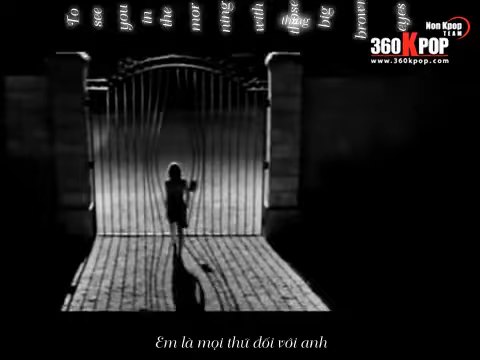 To see you in the mor ning with those big brown eyes
thing
Non Kpop
TEAM
360KPOP
www.360kpop.com
Em là mọi thứ đối với anh